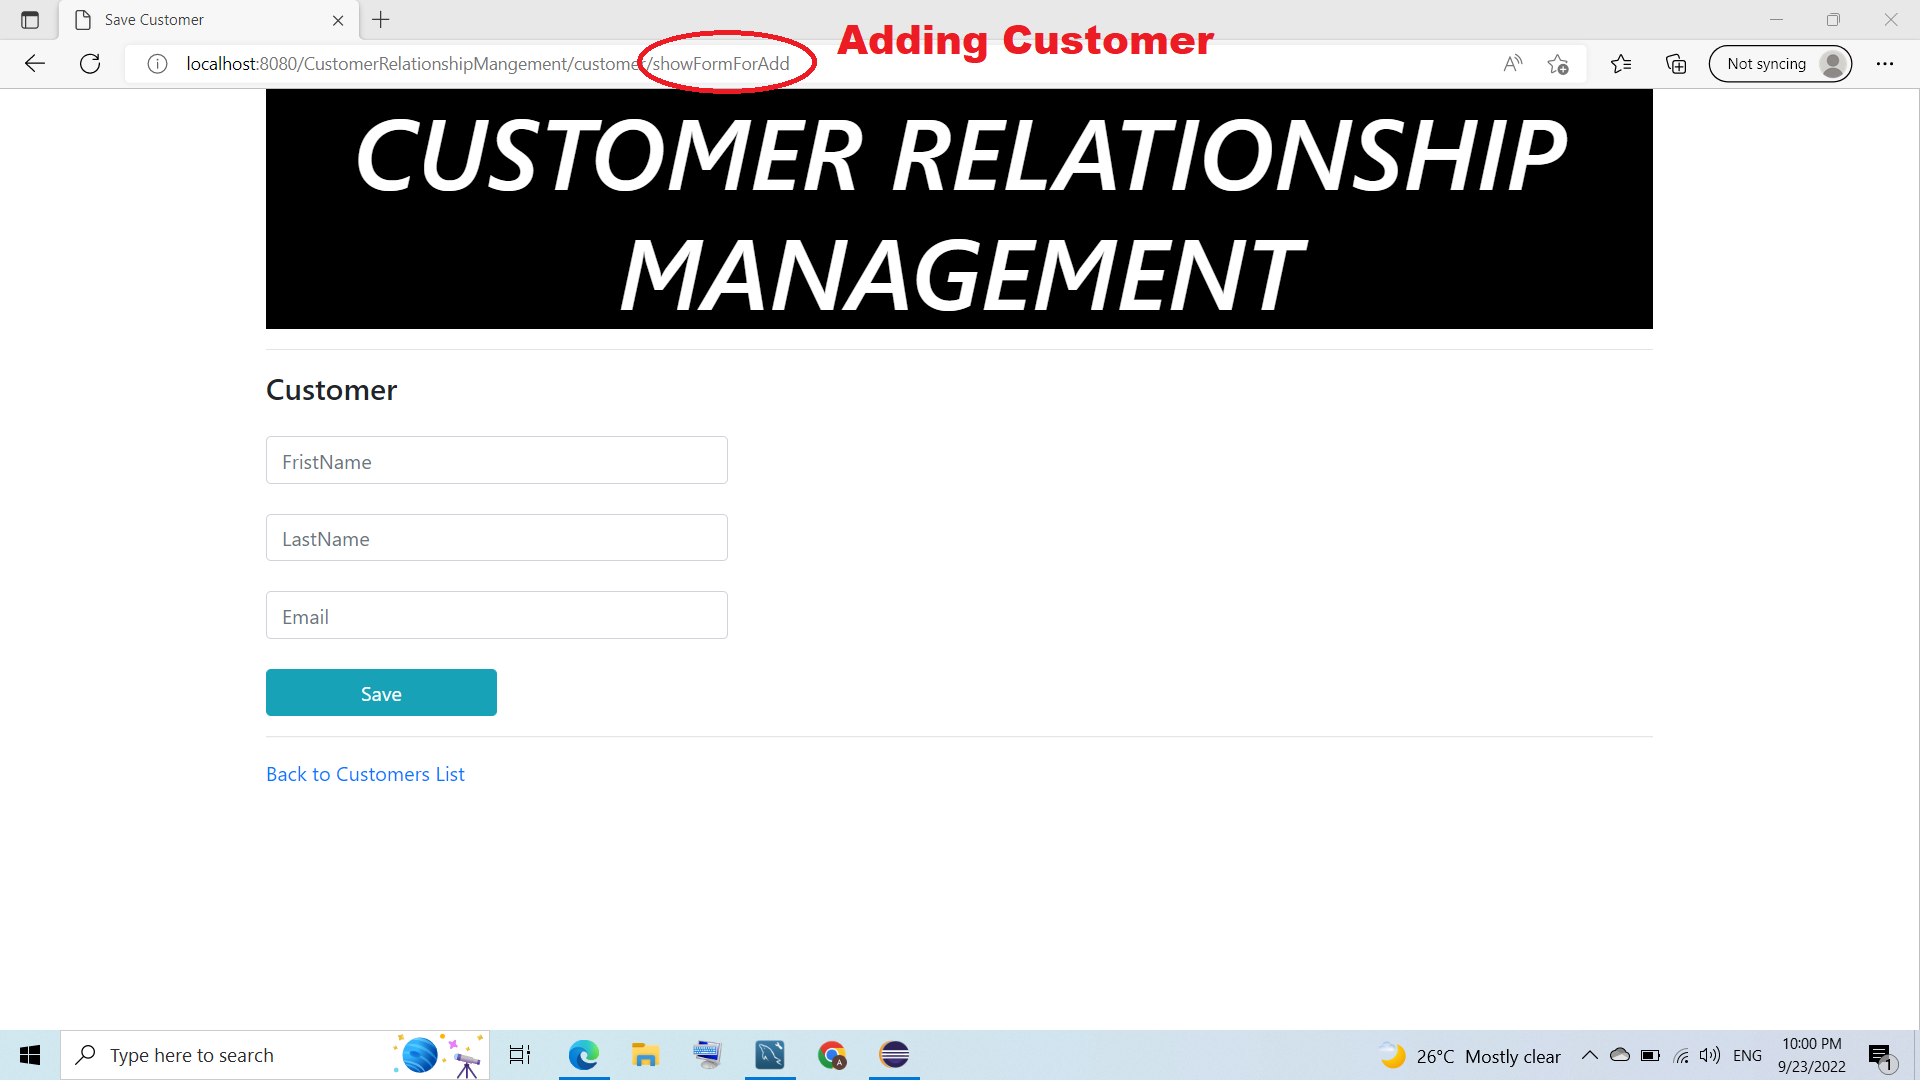 Save Customer
Adding Customer
localhost:8080/CustomerRelationshipMangement/customer/showFormForAdd
Not syncing
CUSTOMER RELATIONSHIP
MANAGEMENT
Customer
FristName
LastName
Email
Save
Back to Customers List
Type here to search
A
26°C Mostly clear
ENG
10:00 PM
9/23/2022
1